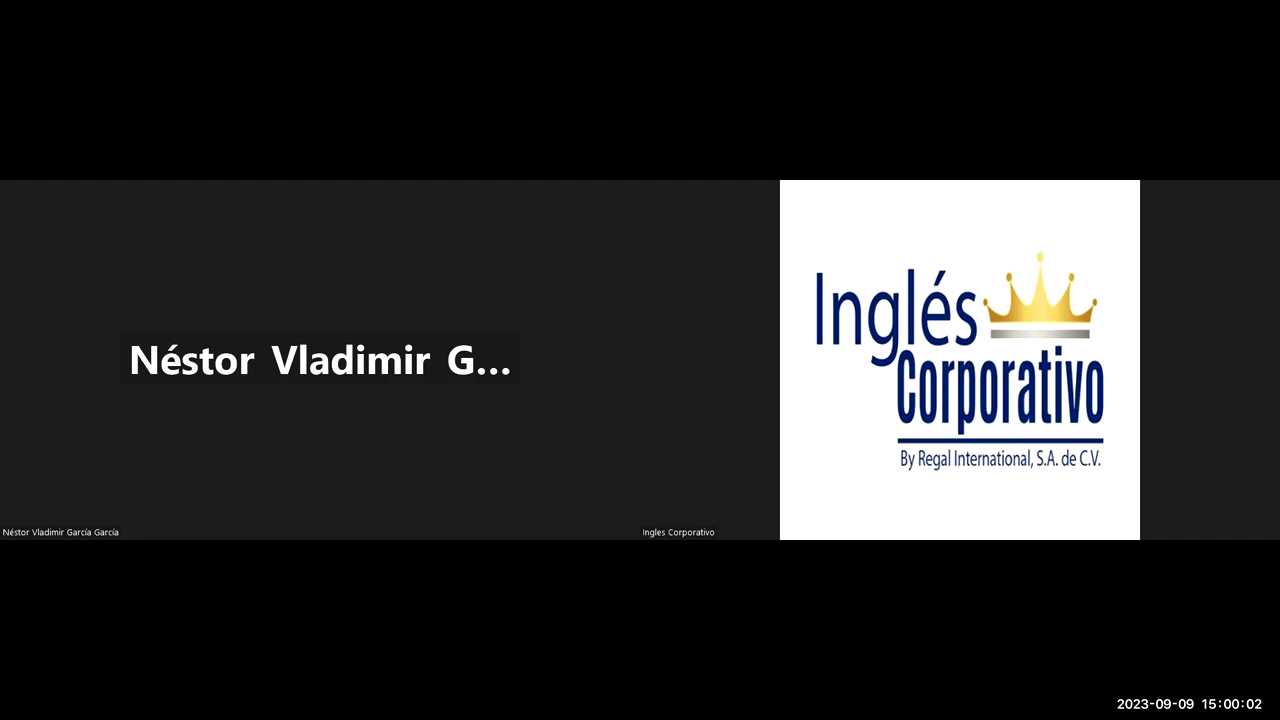 Néstor Vladimir G...
Inglés
Corporativo
By Regal International, S.A. de C.V.
Néstor Vladimir García García
Ingles Corporativo
2023-09-09 15:00:02